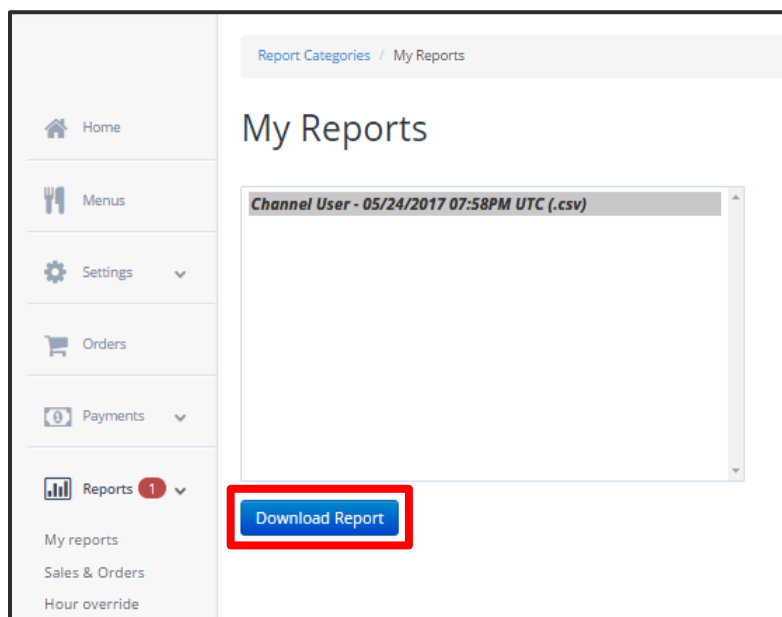 Report Categories / My Reports
Home
My Reports
Menus
Channel User - 05/24/2017 07:58PM UTC (.csv)
Settings
Orders
Payments
Reports 1
Download Report
My reports
Sales & Orders
Hour override